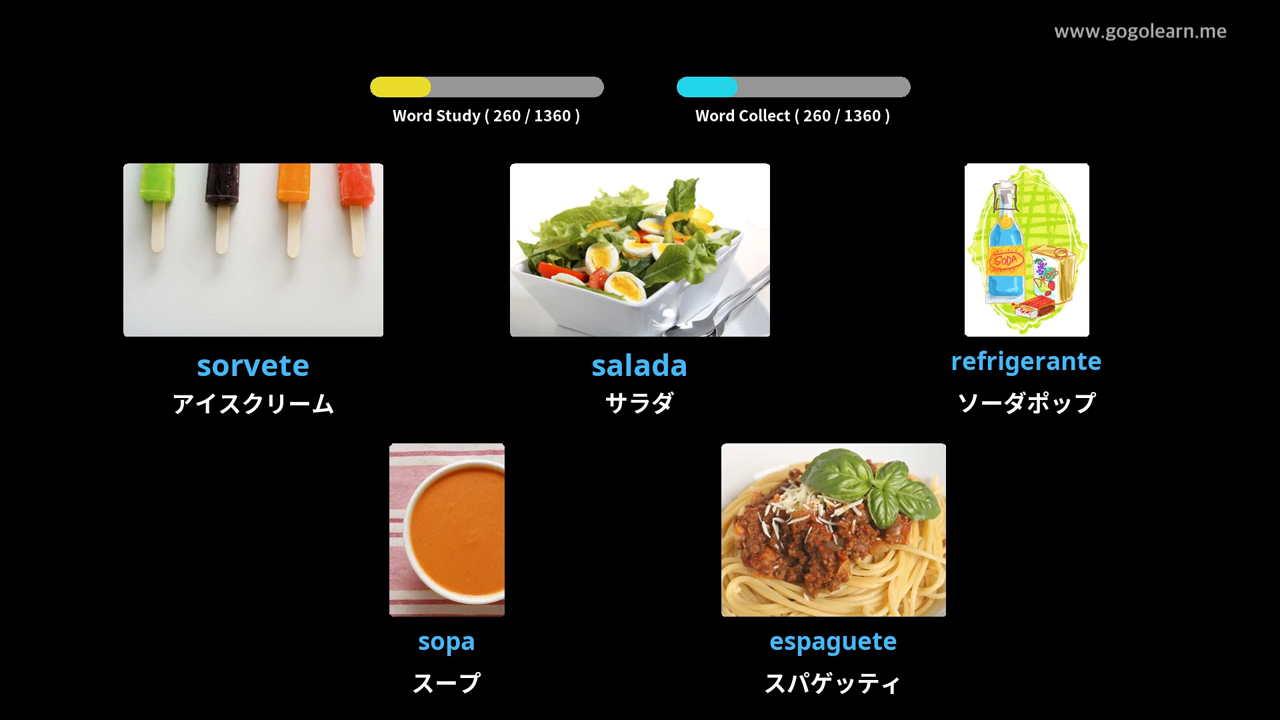 www.gogolearn.me
Word Study ( 260 / 1360 )
Word Collect ( 260 / 1360 )
SODA
sorvete
アイスクリーム
salada
サラダ
refrigerante
ソーダポップ
sopa
スープ
espaguete
スパゲッティ